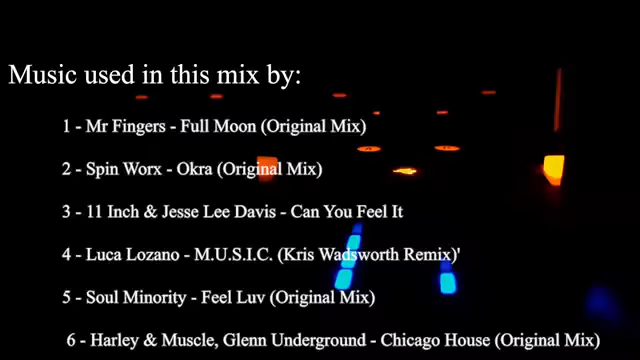 Music used in this mix by:
1 - Mr Fingers - Full Moon (Original Mix)
2 - Spin Worx - Okra (Original Mix)
3 - 11 Inch & Jesse Lee Davis - Can You Feel It
4 - Luca Lozano - M.U.S.I.C. (Kris Wadsworth Remix)'
5 - Soul Minority - Feel Luv (Original Mix)
6 - Harley & Muscle, Glenn Underground - Chicago House (Original Mix)